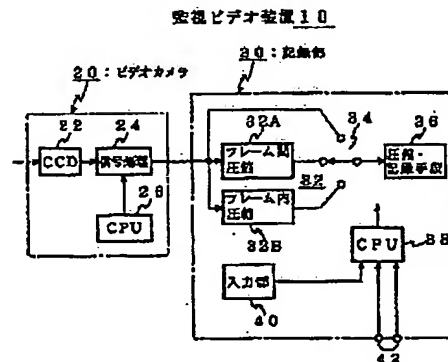 監視ビデオ装置 10
20:ビデオカメラ
30:記録部
22
24
CCD
信号処理
26
CPU
32A
フレーム間
圧縮
32
フレーム内
圧縮
32B
34
36
圧縮・
記録手段
CPU
38
入力部
40
42